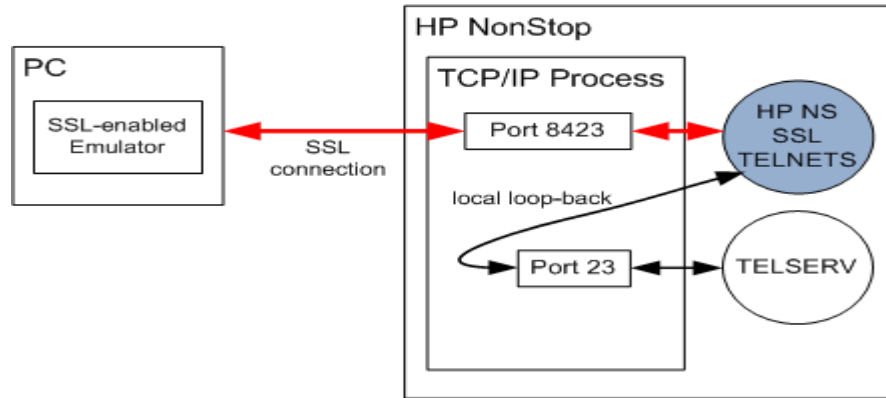 HP NonStop
PC
SSL-enabled
Emulator
SSL
connection
TCP/IP Process
Port 8423
HP NS
SSL
TELNETS
local loop-back
Port 23
TELSERV